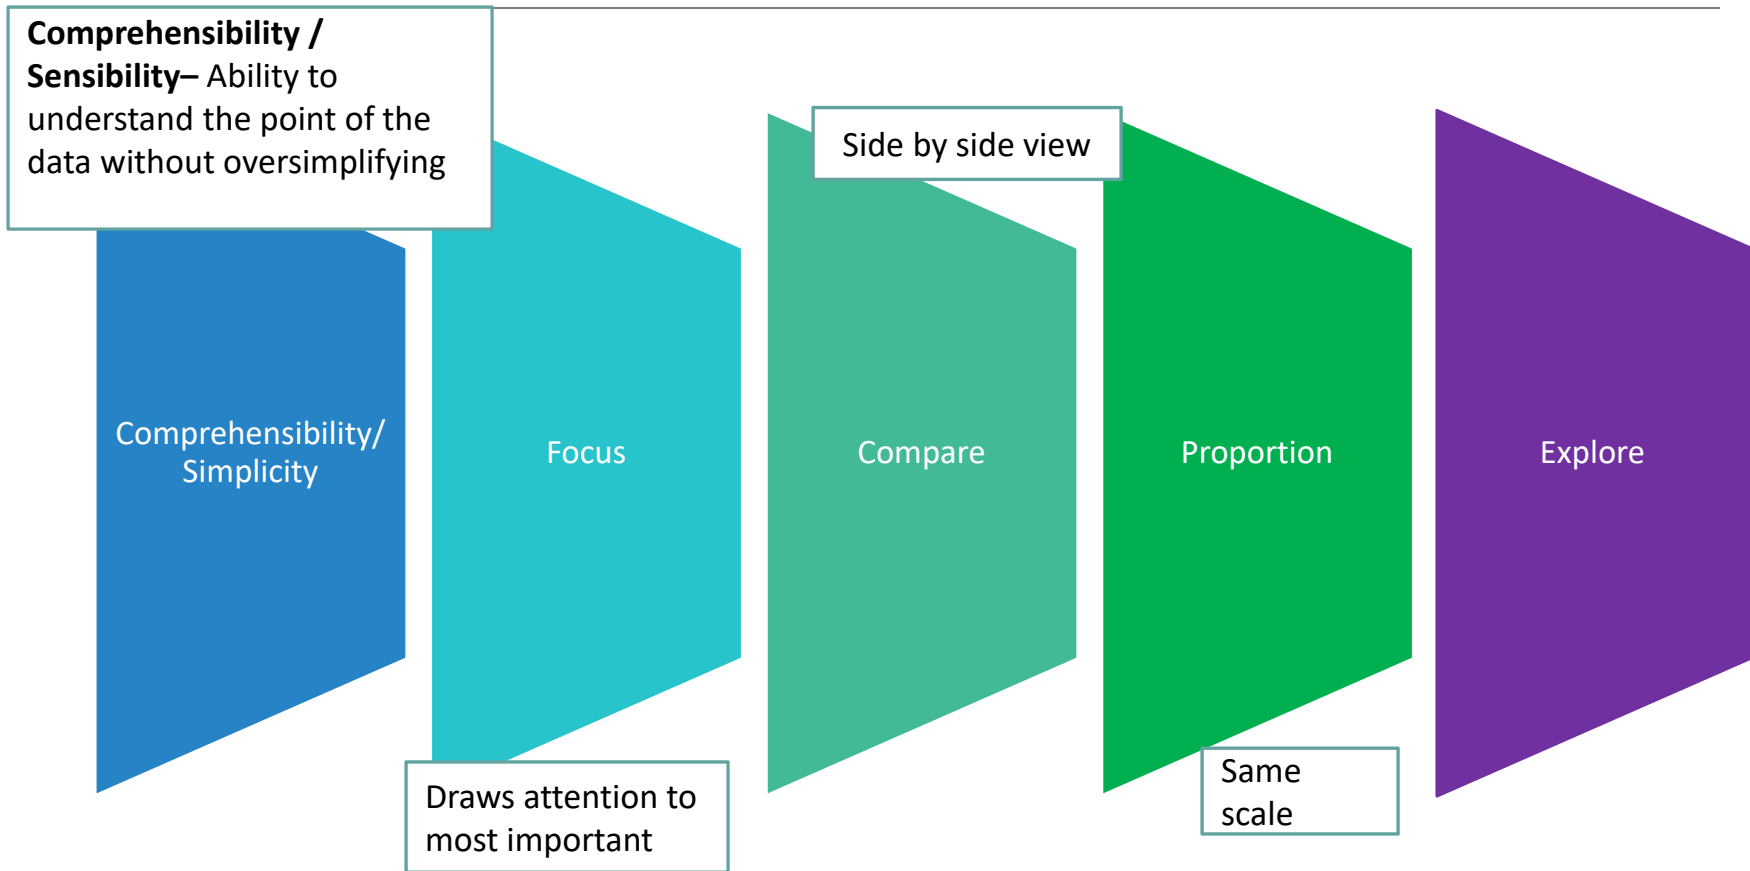 Comprehensibility /
Sensibility– Ability to
understand the point of the
data without oversimplifying
Side by side view
Comprehensibility/
Simplicity
Focus
Compare
Proportion
Explore
Draws attention to
most important
Same
scale